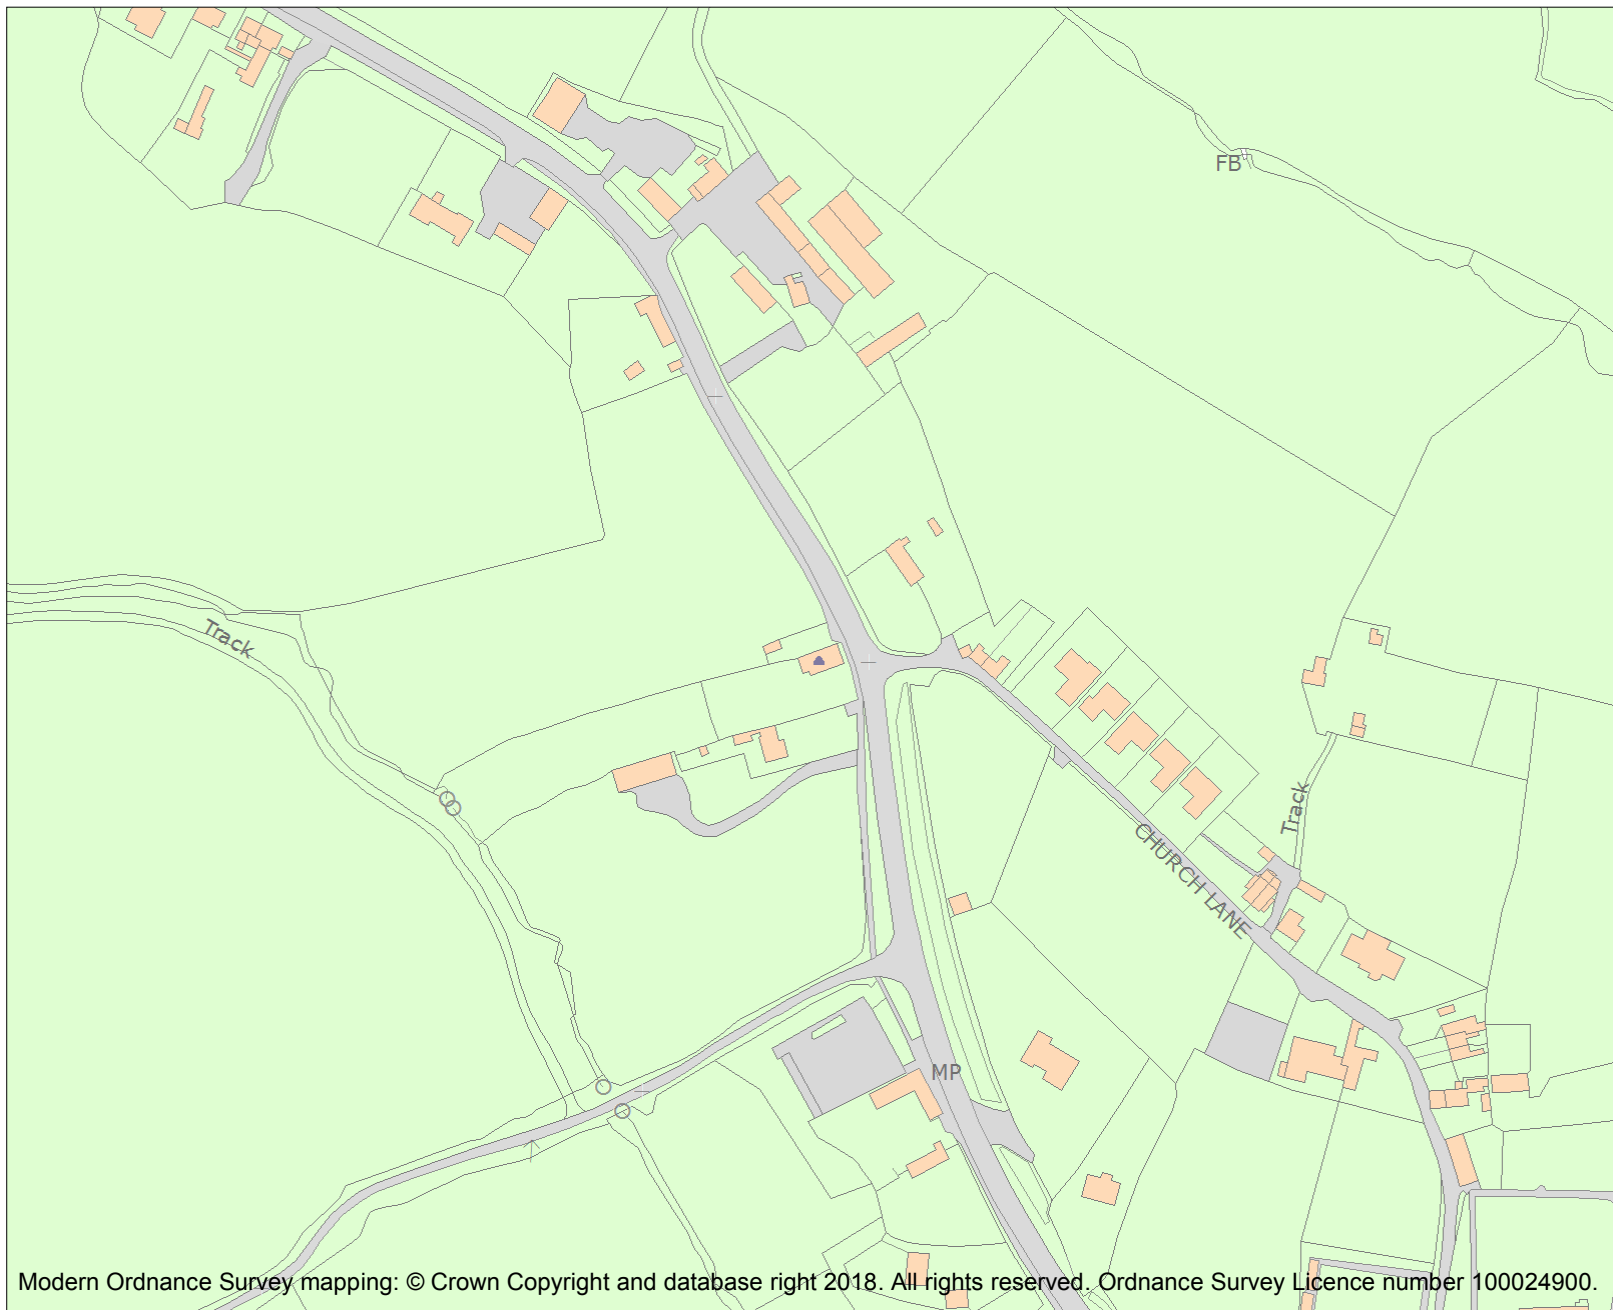 FB
Track
Track
CHURCH LANE
MP
Modern Ordnance Survey mapping: © Crown Copyright and database right 2018. All rights reserved. Ordnance Survey Licence number 100024900.